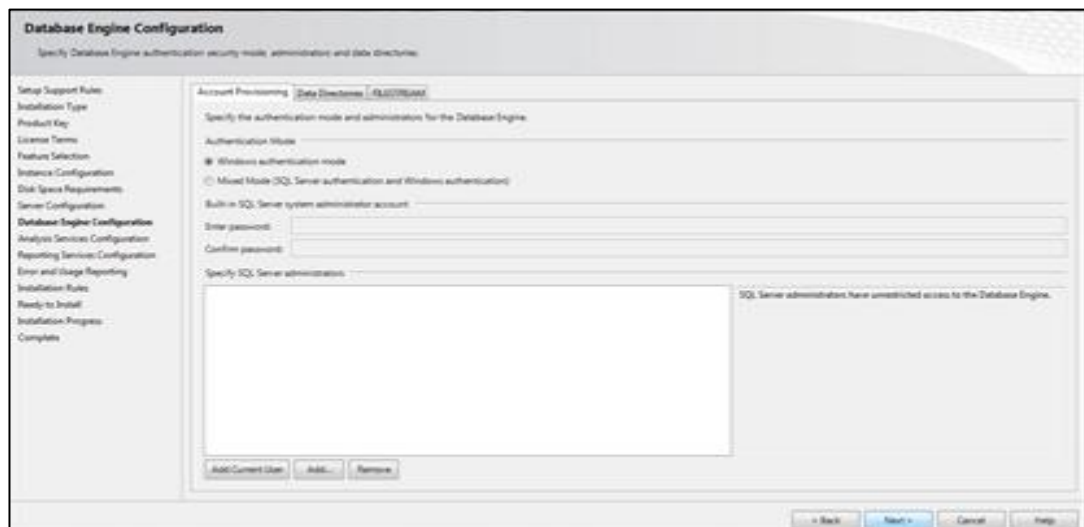 Database Engine Configuration
Specify Database Engine authentication security mode, administrators and data directories.
Setup Support Rules
Installation Type
Product Key
License Terms
Feature Selection
Instance Configuration
Disk Space Requirements
Server Configuration
Database Engine Configuration
Analysis Services Configuration
Reporting Services Configuration
Error and Usage Reporting
Installation Rules
Ready to Install
Installation Progress
Complete
Account Provisioning Data Directories FILESTREAM
Specify the authentication mode and administrators for the Database Engine.
Authentication Mode
Windows authentication mode
Mixed Mode (SQL Server authentication and Windows authentication)
Built-in SQL Server system administrator account
Enter password:
Confirm password:
Specify SQL Server administrators
SQL Server administrators have unrestricted access to the Database Engine.
Add Current User Add... Remove
< Back Next > Cancel Help